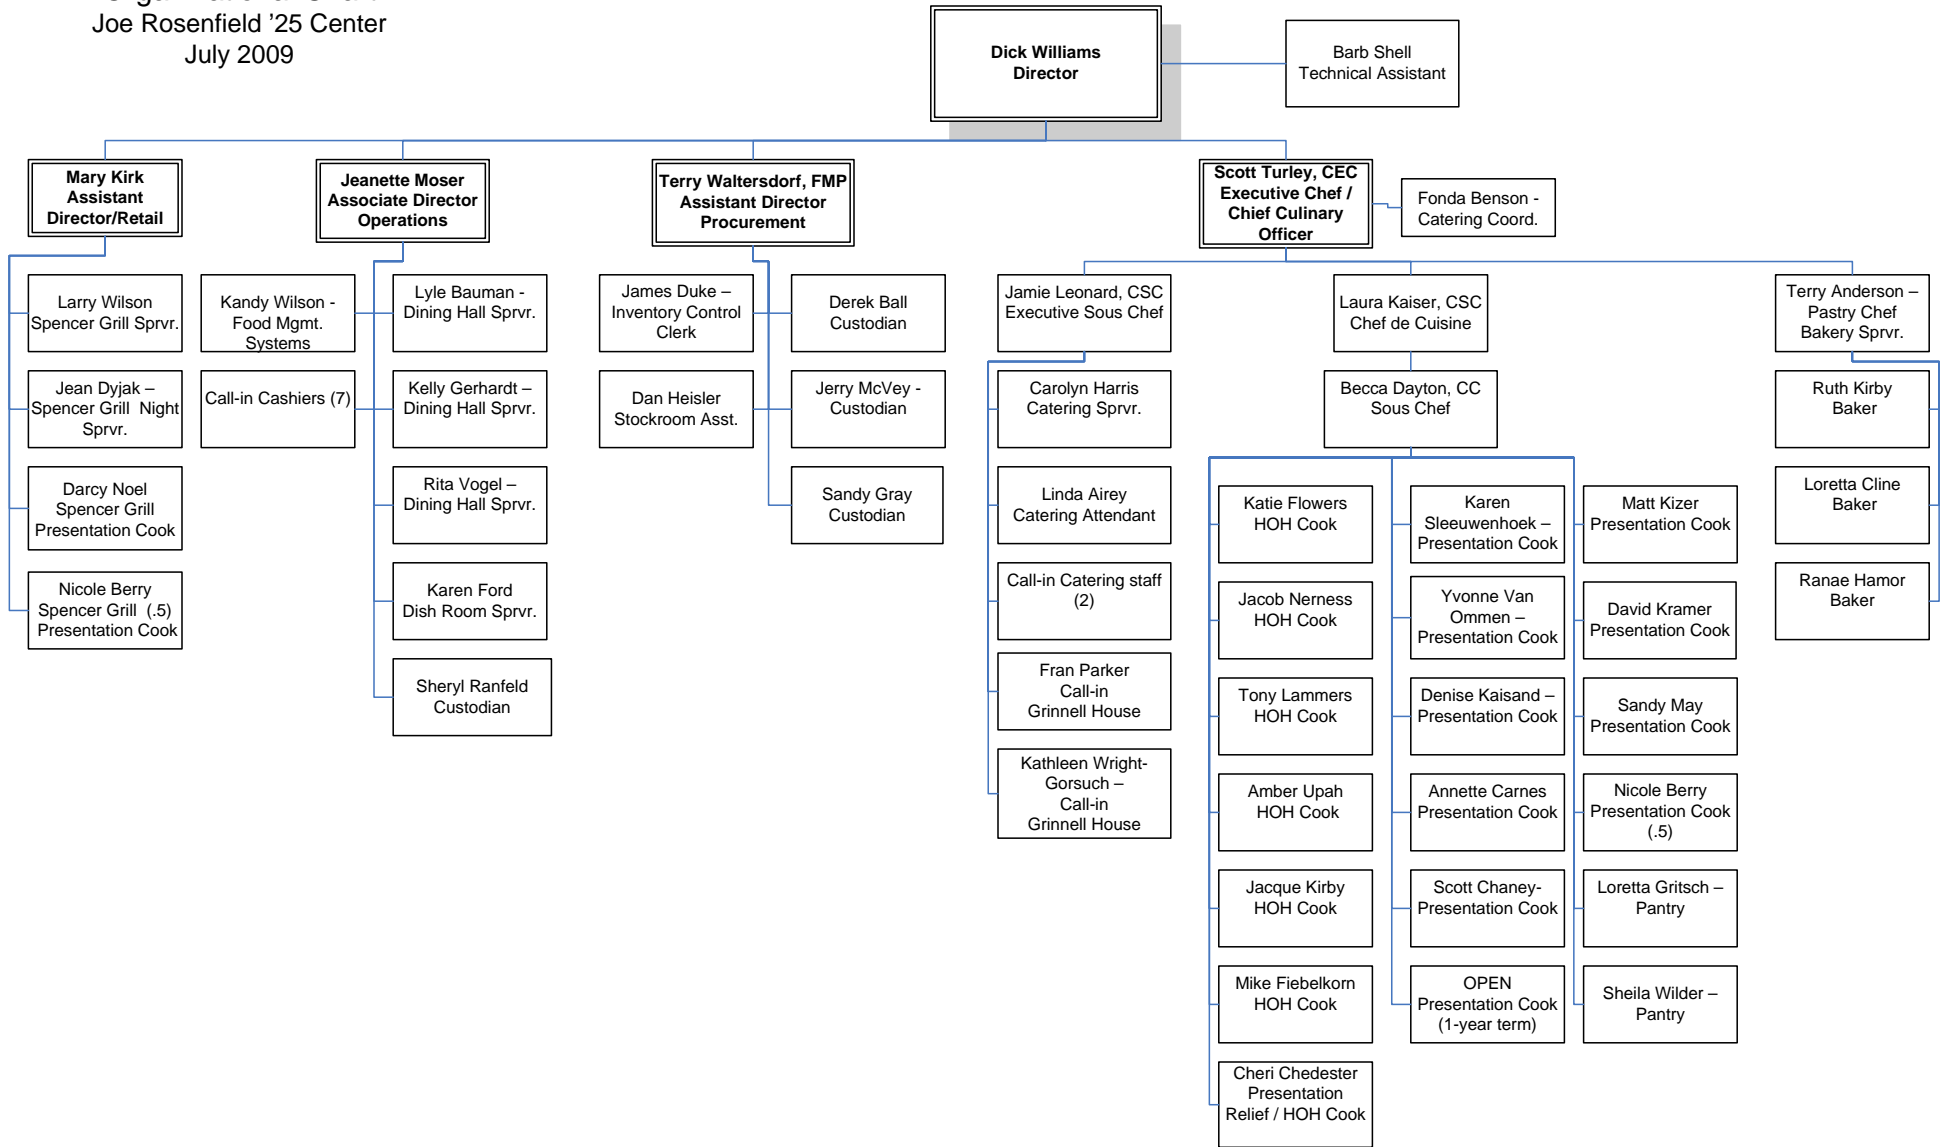 Joe Rosenfield ’25 Center
July 2009
Dick Williams
Director
Barb Shell
Technical Assistant
Mary Kirk
Assistant
Director/Retail
Jeanette Moser
Associate Director
Operations
Terry Waltersdorf, FMP
Assistant Director
Procurement
Scott Turley, CEC
Executive Chef /
Chief Culinary
Officer
Fonda Benson -
Catering Coord.
Larry Wilson
Spencer Grill Sprvr.
Jean Dyjak –
Spencer Grill  Night
Sprvr.
Darcy Noel
Spencer Grill
Presentation Cook
Nicole Berry
Spencer Grill  (.5)
Presentation Cook
Kandy Wilson -
Food Mgmt.
Systems
Call-in Cashiers (7)
Lyle Bauman -
Dining Hall Sprvr.
Kelly Gerhardt –
Dining Hall Sprvr.
Rita Vogel –
Dining Hall Sprvr.
Karen Ford
Dish Room Sprvr.
Sheryl Ranfeld
Custodian
James Duke –
Inventory Control
Clerk
Dan Heisler
Stockroom Asst.
Derek Ball
Custodian
Jerry McVey -
Custodian
Sandy Gray
Custodian
Jamie Leonard, CSC
Executive Sous Chef
Carolyn Harris
Catering Sprvr.
Linda Airey
Catering Attendant
Call-in Catering staff
(2)
Fran Parker
Call-in
Grinnell House
Kathleen Wright-
Gorsuch –
Call-in
Grinnell House
Laura Kaiser, CSC
Chef de Cuisine
Becca Dayton, CC
Sous Chef
Katie Flowers
HOH Cook
Jacob Nerness
HOH Cook
Tony Lammers
HOH Cook
Amber Upah
HOH Cook
Jacque Kirby
HOH Cook
Mike Fiebelkorn
HOH Cook
Cheri Chedester
Presentation
Relief / HOH Cook
Karen
Sleeuwenhoek –
Presentation Cook
Yvonne Van
Ommen –
Presentation Cook
Denise Kaisand –
Presentation Cook
Annette Carnes
Presentation Cook
Scott Chaney-
Presentation Cook
OPEN
Presentation Cook
(1-year term)
Matt Kizer
Presentation Cook
David Kramer
Presentation Cook
Sandy May
Presentation Cook
Nicole Berry
Presentation Cook
(.5)
Loretta Gritsch –
Pantry
Sheila Wilder –
Pantry
Terry Anderson –
Pastry Chef
Bakery Sprvr.
Ruth Kirby
Baker
Loretta Cline
Baker
Ranae Hamor
Baker